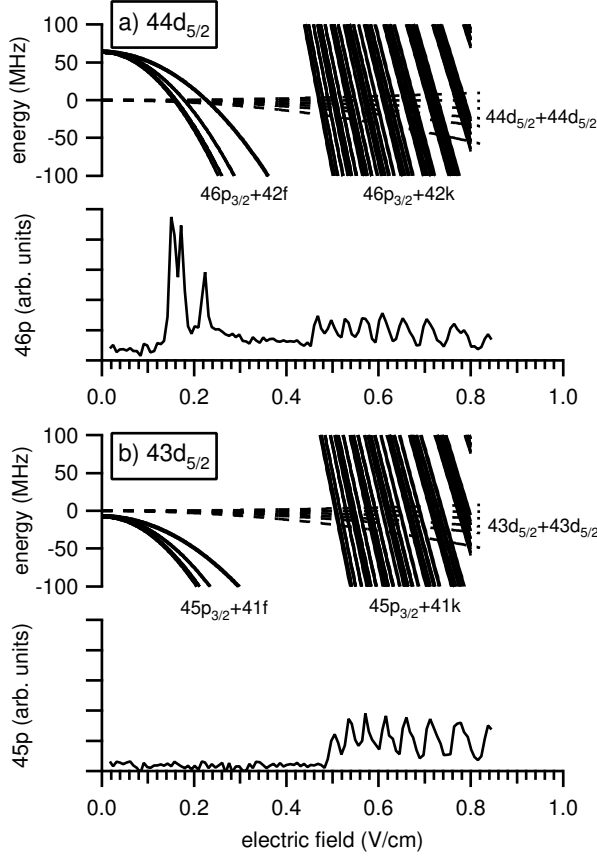 a) 44d5/2
100
50
0
-50
-100
energy (MHz)
44d5/2+44d5/2
46p3/2+42f
46p3/2+42k
46p (arb. units)
0.0 0.2 0.4 0.6 0.8 1.0
b) 43d5/2
100
50
0
-50
-100
energy (MHz)
43d5/2+43d5/2
45p3/2+41f
45p3/2+41k
45p (arb. units)
0.0 0.2 0.4 0.6 0.8 1.0
electric field (V/cm)